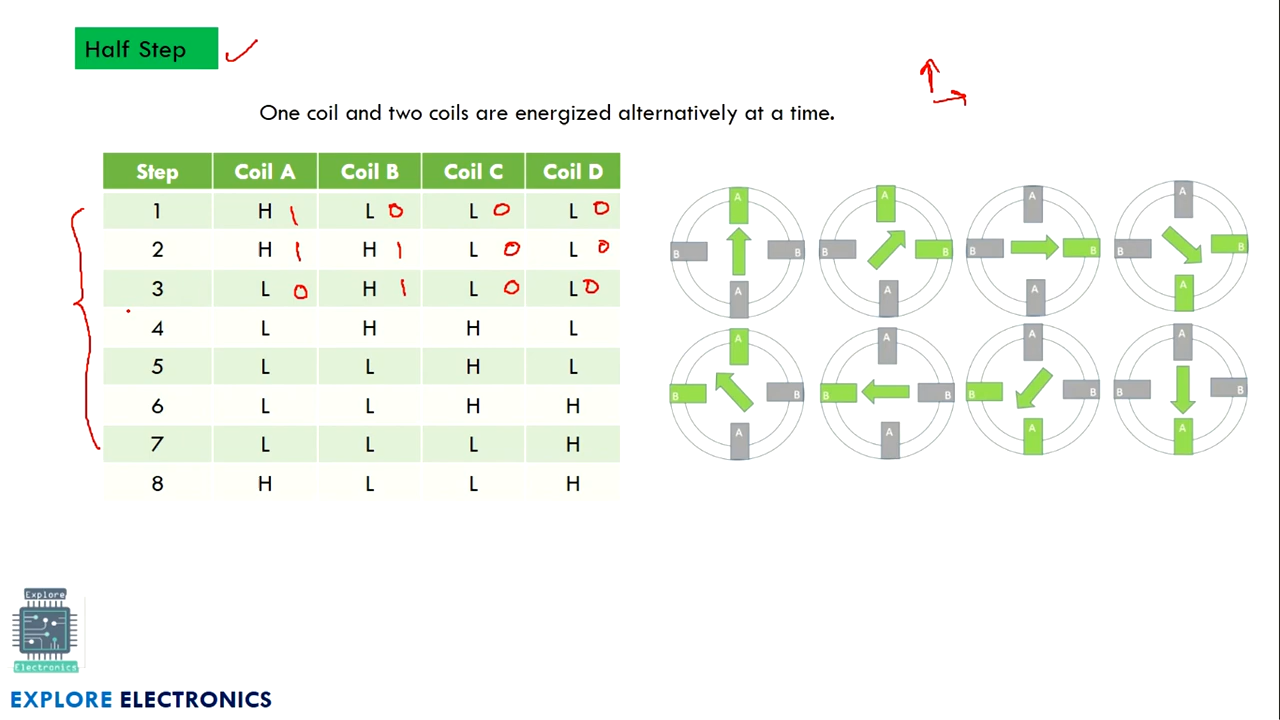 Half Step
One coil and two coils are energized alternatively at a time.
Step Coil A Coil B Coil C Coil D
1 H 1 L 0 L 0 L 0
2 H 1 H 1 L 0 L 0
3 L 0 H 1 L 0 L 0
4 L H H L
5 L L H L
6 L L H H
7 L L L H
8 H L L H
A A A A
B B B B B B B B
A A A A
A A A A
B B B B B B B B
A A A A
Explore
Electronics
EXPLORE ELECTRONICS